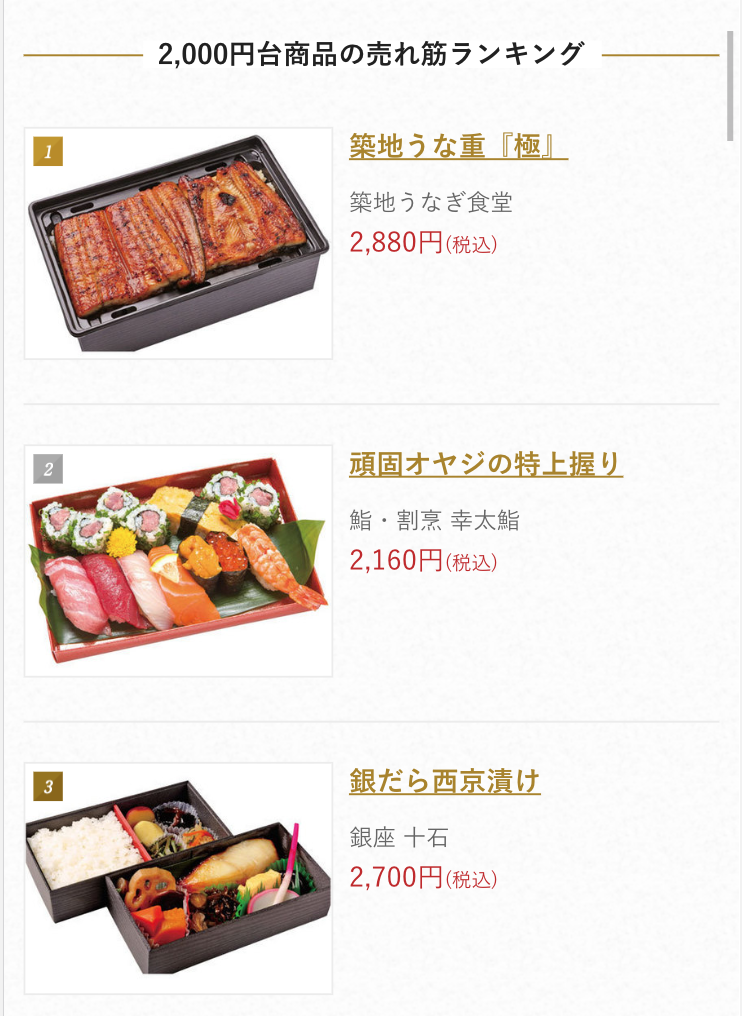 2,000円台商品の売れ筋ランキング
1
築地うな重『極』
築地うなぎ食堂
2,880円(税込)
2
頑固オヤジの特上握り
鮨・割烹 幸太鮨
2,160円(税込)
3
銀だら西京漬け
銀座 十石
2,700円(税込)